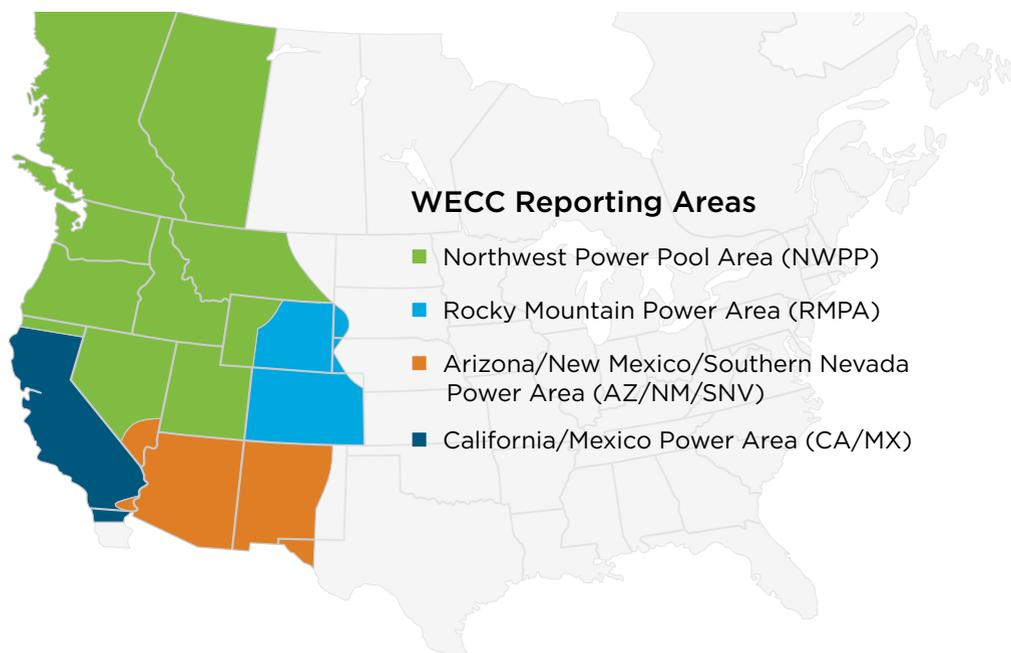 WECC Reporting Areas
Northwest Power Pool Area (NWPP)
Rocky Mountain Power Area (RMPA)
Arizona/New Mexico/Southern Nevada
Power Area (AZ/NM/SNV)
California/Mexico Power Area (CA/MX)